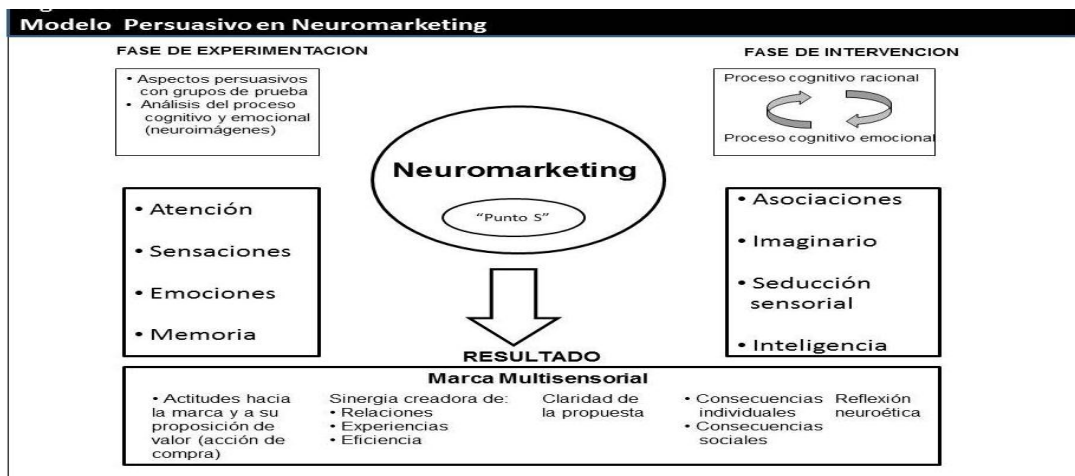 Modelo Persuasivo en Neuromarketing
FASE DE EXPERIMENTACION
• Aspectos persuasivos
con grupos de prueba
• Análisis del proceso
cognitivo y emocional
(neuroimágenes)
• Atención
• Sensaciones
• Emociones
• Memoria
Neuromarketing
"Punto S"
FASE DE INTERVENCION
Proceso cognitivo racional
Proceso cognitivo emocional
• Asociaciones
• Imaginario
• Seducción
sensorial
• Inteligencia
RESULTADO
Marca Multisensorial
• Actitudes hacia
la marca y a su
proposición de
valor (acción de
compra)
Sinergia creadora de:
• Relaciones
• Experiencias
• Eficiencia
Claridad de
la propuesta
• Consecuencias
individuales
• Consecuencias
sociales
Reflexión
neuroética